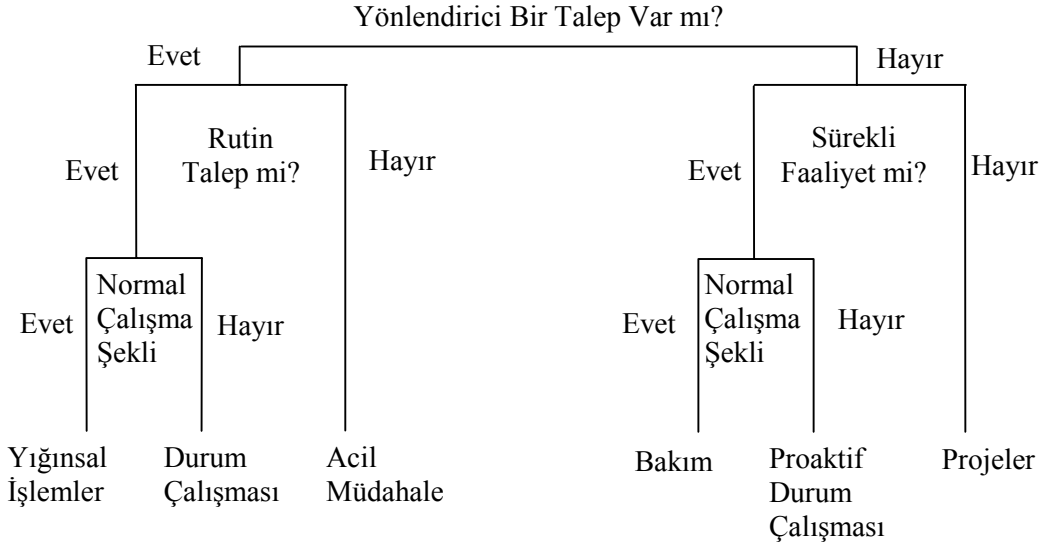 Yönlendirici Bir Talep Var mı?
Evet
Hayır
Rutin
Talep mi?
Evet
Hayır
Sürekli
Faaliyet mi?
Evet
Hayır
Normal
Çalışma
Şekli
Evet
Hayır
Normal
Çalışma
Şekli
Evet
Hayır
Yığınsal
İşlemler
Durum
Çalışması
Acil
Müdahale
Bakım
Proaktif
Durum
Çalışması
Projeler